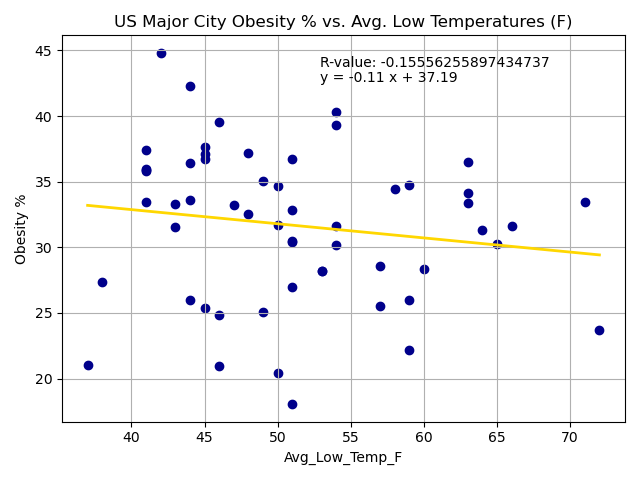 US Major City Obesity % vs. Avg. Low Temperatures (F)
R-value: -0.15556255897434737
y = -0.11 x + 37.19
45
40
35
30
25
20
Obesity %
40 45 50 55 60 65 70
Avg_Low_Temp_F